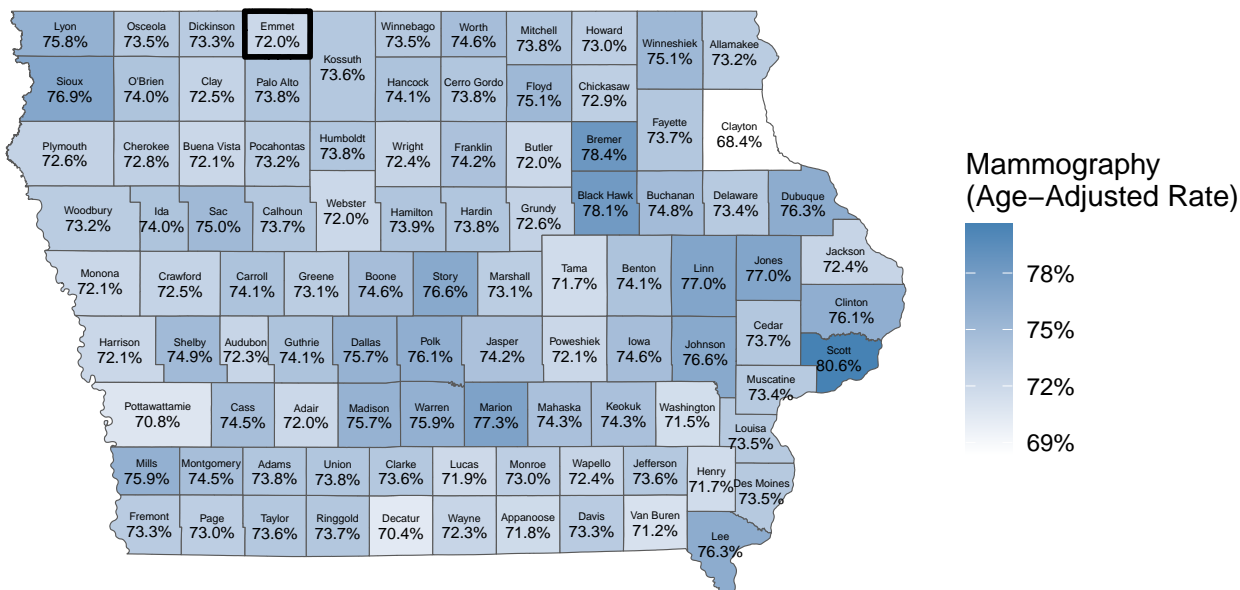 Lyon
75.8%
Osceola
73.5%
Dickinson
73.3%
Emmet
72.0%
Kossuth
73.6%
Winnebago
73.5%
Worth
74.6%
Mitchell
73.8%
Howard
73.0%
Winneshiek
75.1%
Allamakee
73.2%
Sioux
76.9%
O'Brien
74.0%
Clay
72.5%
Palo Alto
73.8%
Hancock
74.1%
Cerro Gordo
73.8%
Floyd
75.1%
Chickasaw
72.9%
Fayette
73.7%
Clayton
68.4%
Plymouth
72.6%
Cherokee
72.8%
Buena Vista
72.1%
Pocahontas
73.2%
Humboldt
73.8%
Wright
72.4%
Franklin
74.2%
Butler
72.0%
Bremer
78.4%
Woodbury
73.2%
Ida
74.0%
Sac
75.0%
Calhoun
73.7%
Webster
72.0%
Hamilton
73.9%
Hardin
73.8%
Grundy
72.6%
Black Hawk
78.1%
Buchanan
74.8%
Delaware
73.4%
Dubuque
76.3%
Monona
72.1%
Crawford
72.5%
Carroll
74.1%
Greene
73.1%
Boone
74.6%
Story
76.6%
Marshall
73.1%
Tama
71.7%
Benton
74.1%
Linn
77.0%
Jones
77.0%
Jackson
72.4%
Clinton
76.1%
Harrison
72.1%
Shelby
74.9%
Audubon
72.3%
Guthrie
74.1%
Dallas
75.7%
Polk
76.1%
Jasper
74.2%
Poweshiek
72.1%
Iowa
74.6%
Johnson
76.6%
Cedar
73.7%
Scott
80.6%
Muscatine
73.4%
Pottawattamie
70.8%
Cass
74.5%
Adair
72.0%
Madison
75.7%
Warren
75.9%
Marion
77.3%
Mahaska
74.3%
Keokuk
74.3%
Washington
71.5%
Louisa
73.5%
Mills
75.9%
Montgomery
74.5%
Adams
73.8%
Union
73.8%
Clarke
73.6%
Lucas
71.9%
Monroe
73.0%
Wapello
72.4%
Jefferson
73.6%
Henry
71.7%
Des Moines
73.5%
Fremont
73.3%
Page
73.0%
Taylor
73.6%
Ringgold
73.7%
Decatur
70.4%
Wayne
72.3%
Appanoose
71.8%
Davis
73.3%
Van Buren
71.2%
Lee
76.3%
Mammography
(Age−Adjusted Rate)
78%
75%
72%
69%